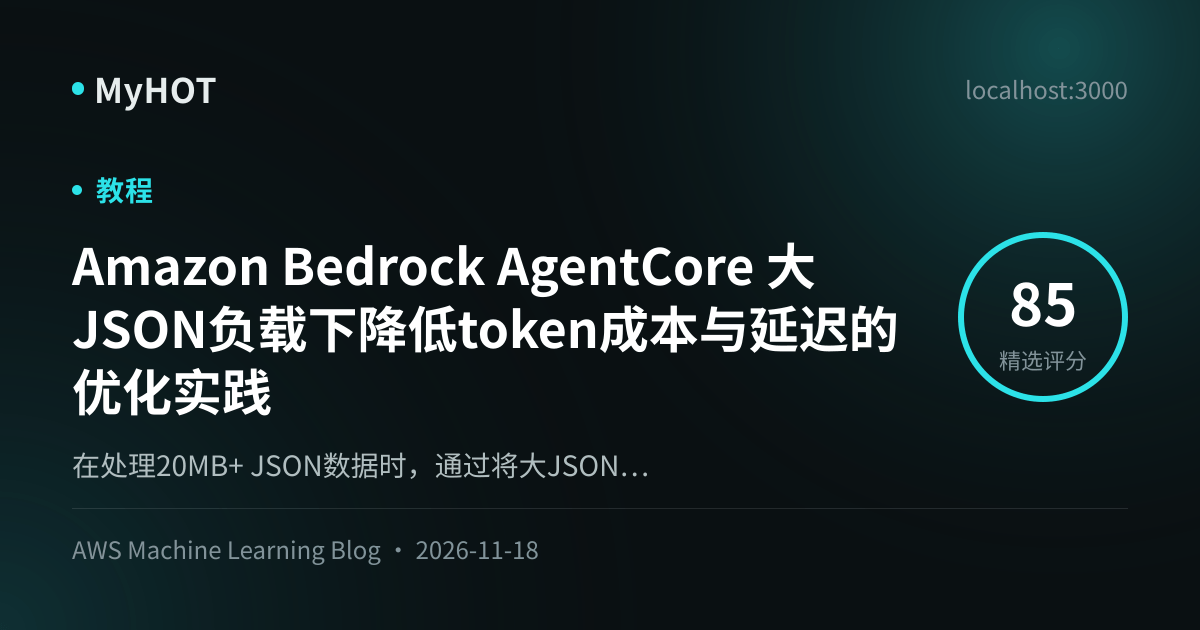 MyHOT
localhost:3000
教程
Amazon Bedrock AgentCore 大
JSON负载下降低token成本与延迟的
优化实践
85
精选评分
在处理20MB+ JSON数据时，通过将大JSON…
AWS Machine Learning Blog · 2026-11-18